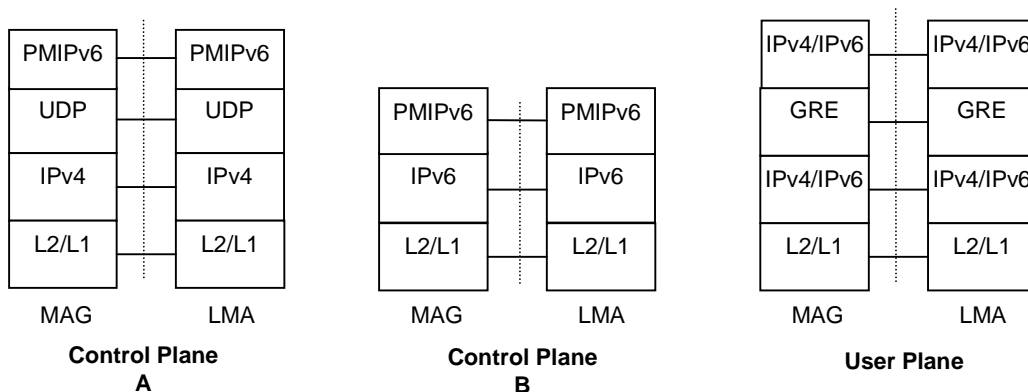 PMIPv6 PMIPv6
UDP UDP
IPv4 IPv4
L2/L1 L2/L1
MAG LMA
Control Plane
A
PMIPv6 PMIPv6
IPv6 IPv6
L2/L1 L2/L1
MAG LMA
Control Plane
B
IPv4/IPv6 IPv4/IPv6
GRE GRE
IPv4/IPv6 IPv4/IPv6
L2/L1 L2/L1
MAG LMA
User Plane